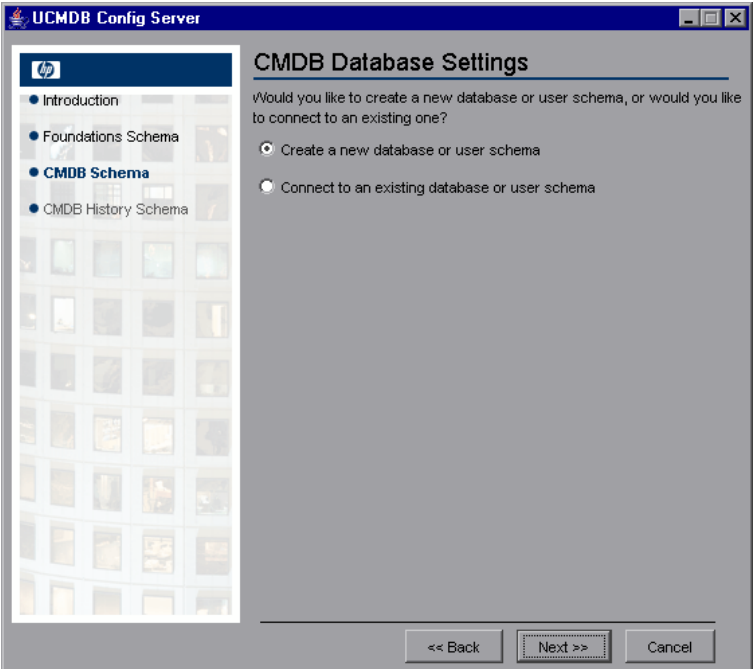 UCMDB Config Server
hp
Introduction
Foundations Schema
CMDB Schema
CMDB History Schema
CMDB Database Settings
Would you like to create a new database or user schema, or would you like
to connect to an existing one?
Create a new database or user schema
Connect to an existing database or user schema
<< Back
Next >>
Cancel